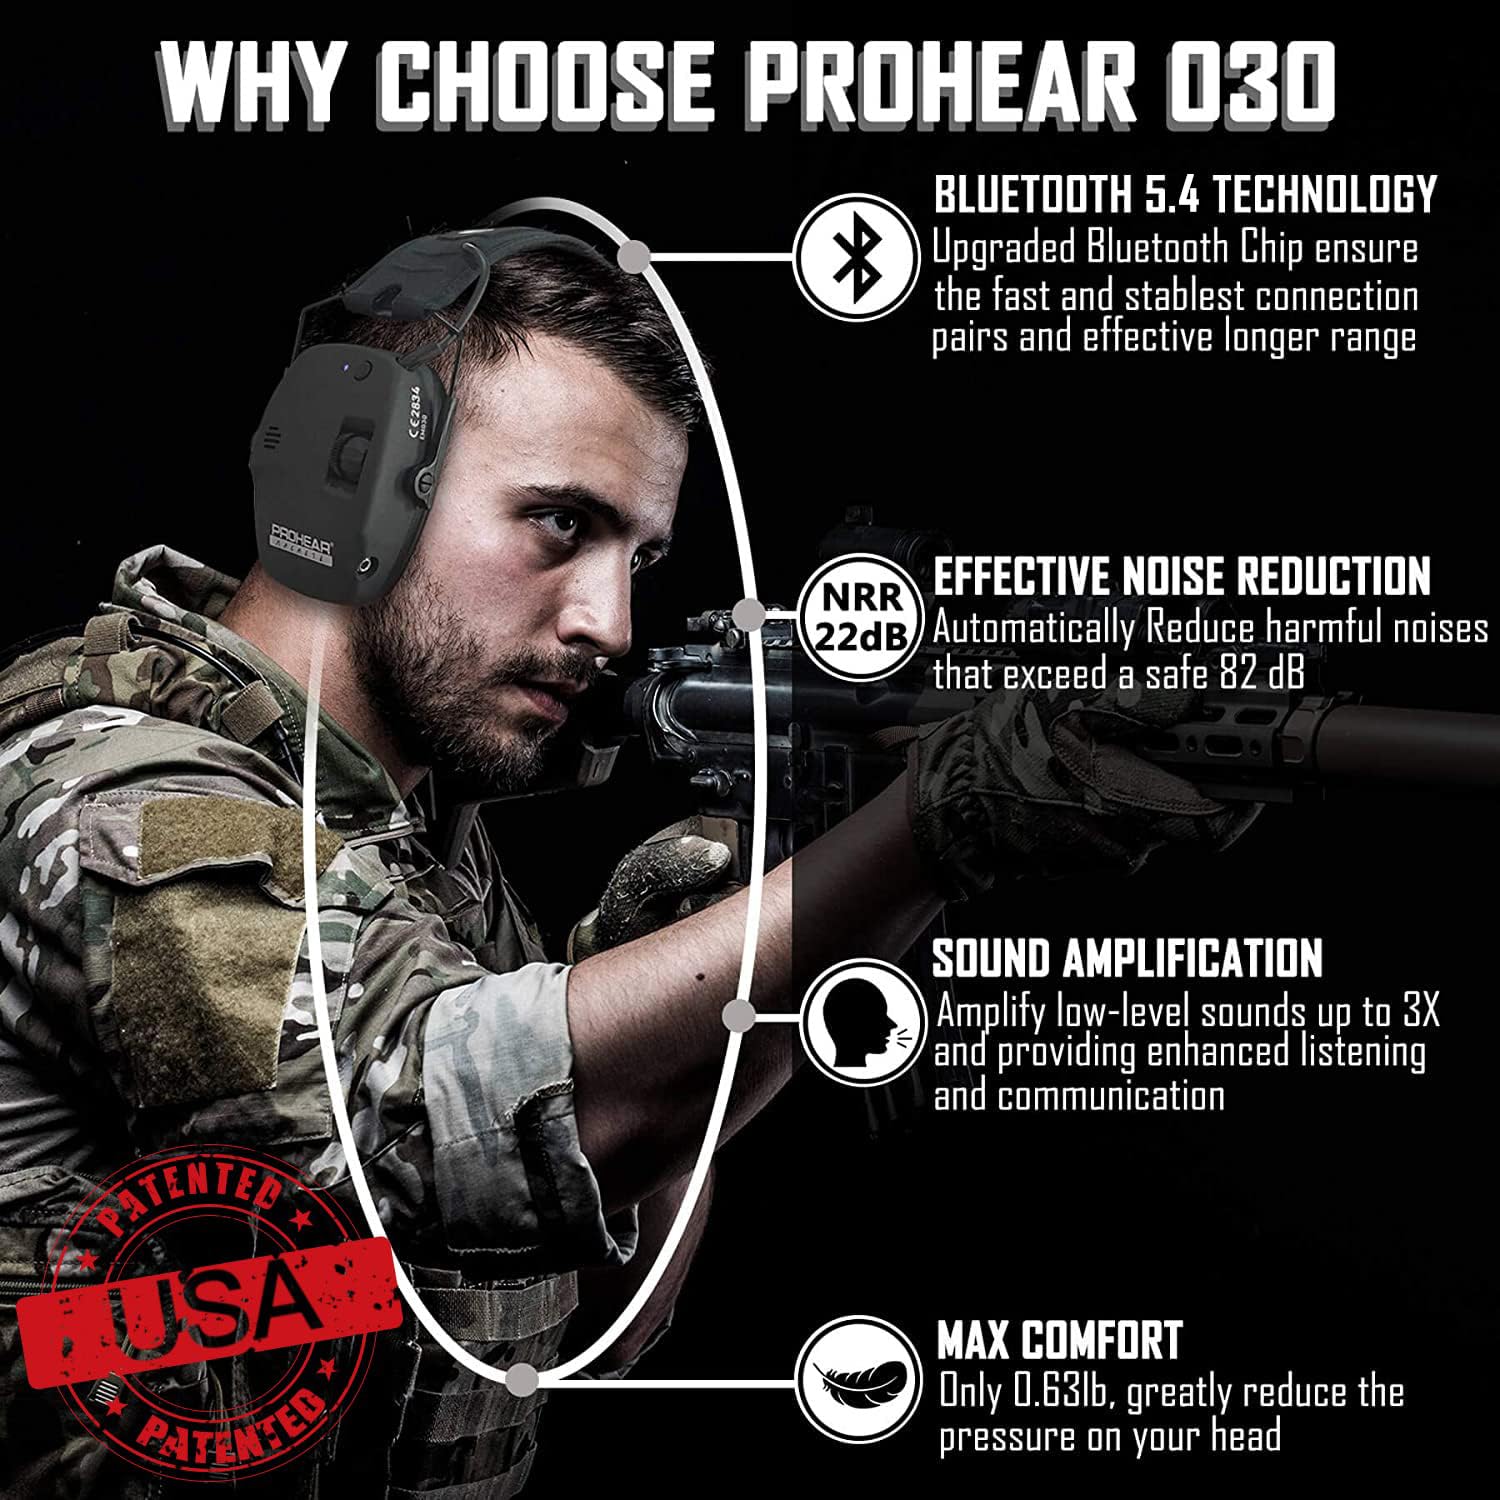 WHY CHOOSE PROHEAR 030
BLUETOOTH 5.4 TECHNOLOGY
Upgraded Bluetooth Chip ensure
the fast and stablest connection
pairs and effective longer range
CE2834
EM030
PROHEAR®
NRR
22dB
EFFECTIVE NOISE REDUCTION
Automatically Reduce harmful noises
that exceed a safe 82 dB
SOUND AMPLIFICATION
Amplify low-level sounds up to 3X
and providing enhanced listening
and communication
PATENTED
USA
PATENTED
MAX COMFORT
Only 0.63lb, greatly reduce the
pressure on your head